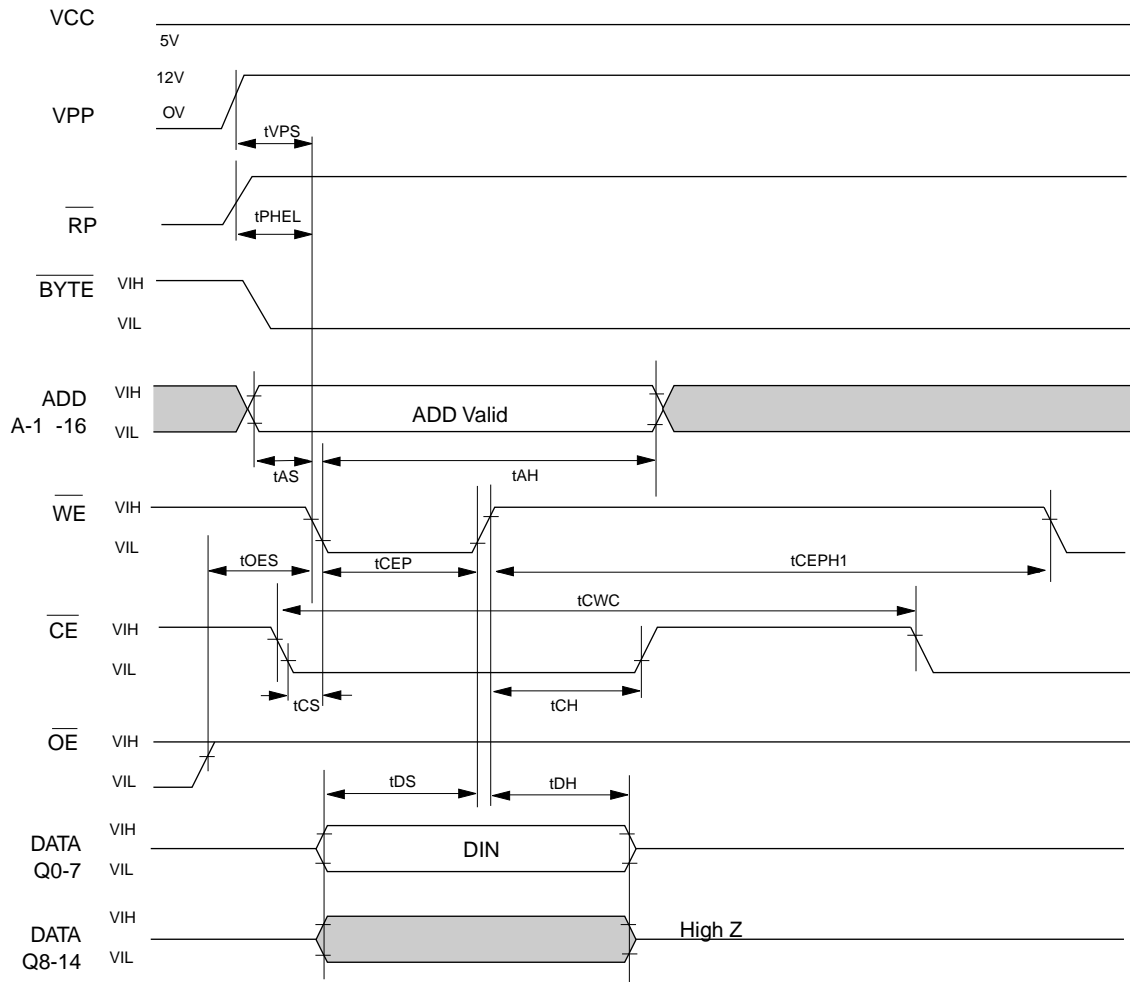 VCC
5V
12V
VPP
OV
tVPS
RP
tPHEL
BYTE
VIH
VIL
ADD
A-1 -16
VIH
VIL
ADD Valid
tAS
tAH
WE
VIH
VIL
tOES
tCEP
tCEPH1
tCWC
CE
VIH
VIL
tCS
tCH
OE
VIH
VIL
tDS
tDH
DATA
Q0-7
VIH
VIL
DIN
DATA
Q8-14
VIH
VIL
High Z